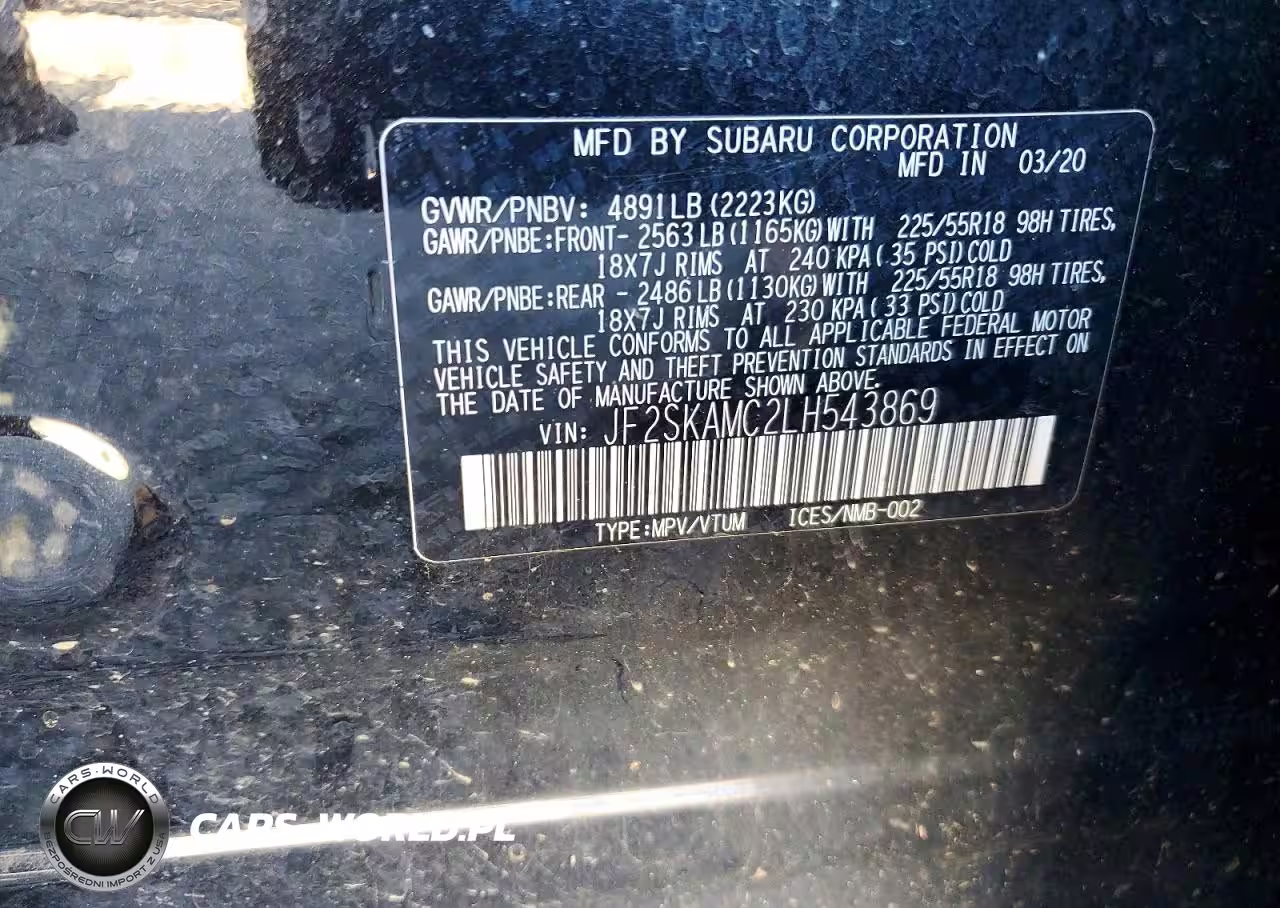 MFD BY SUBARU CORPORATION
MFD IN 03/20
GVWR/PNBV: 4891LB(2223KG)
GAWR/PNBE:FRONT- 2563LB(1165KG)WITH 225/55R18 98H TIRES,
18X7J RIMS AT 240 KPA( 35 PSI)COLD
GAWR/PNBE:REAR - 2486LB(1130KG)WITH 225/55R18 98H TIRES,
18X7J RIMS AT 230 KPA( 33 PSI)COLD
THIS VEHICLE CONFORMS TO ALL APPLICABLE FEDERAL MOTOR
VEHICLE SAFETY AND THEFT PREVENTION STANDARDS IN EFFECT ON
THE DATE OF MANUFACTURE SHOWN ABOVE.
VIN: JF2SKAMC2LH543869
TYPE:MPV/VTUM ICES/NMB-002
CARS-WORLD
CW
BEZPOŚREDNI IMPORT Z USA
CARS-WORLD.PL